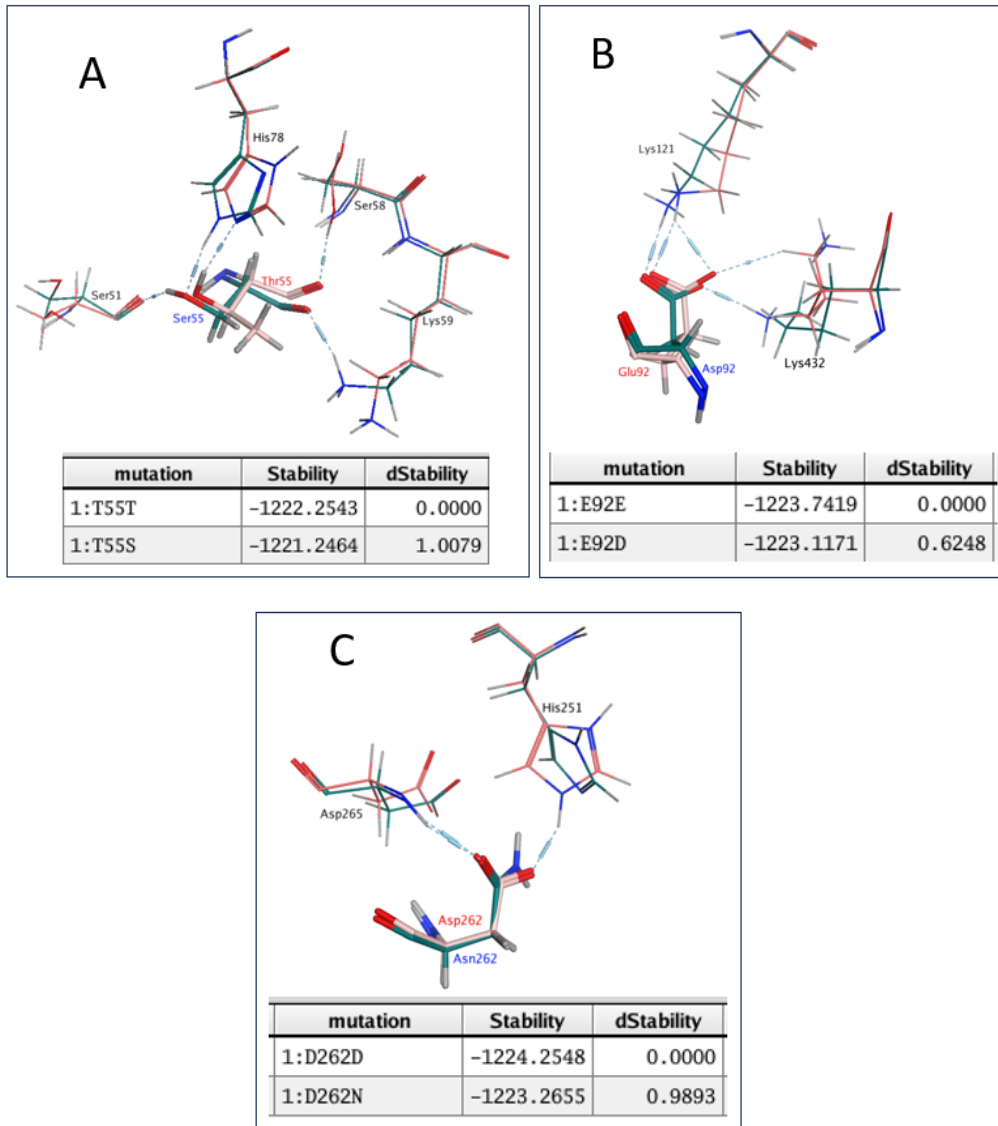 A
His78
Ser58
Ser51
Thr55
Ser55
Lys59
mutation Stability dStability
1:T55T -1222.2543 0.0000
1:T55S -1221.2464 1.0079
B
Lys121
Glu92
Asp92
Lys432
mutation Stability dStability
1:E92E -1223.7419 0.0000
1:E92D -1223.1171 0.6248
C
His251
Asp265
Asp262
Asn262
mutation Stability dStability
1:D262D -1224.2548 0.0000
1:D262N -1223.2655 0.9893